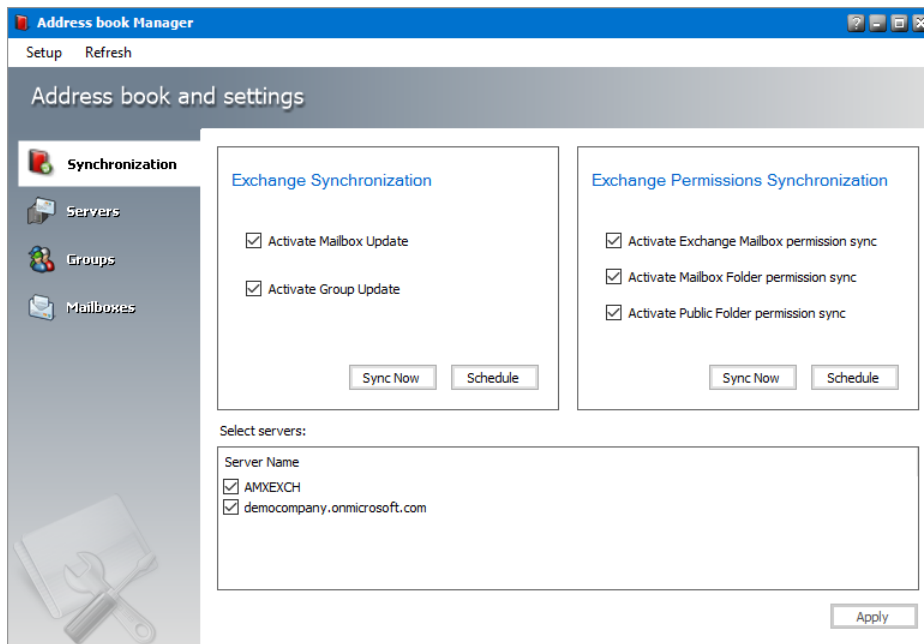 Address book Manager
Setup Refresh
Address book and settings
Synchronization
Servers
Groups
Mailboxes
Exchange Synchronization
Activate Mailbox Update
Activate Group Update
Sync Now Schedule
Exchange Permissions Synchronization
Activate Exchange Mailbox permission sync
Activate Mailbox Folder permission sync
Activate Public Folder permission sync
Sync Now Schedule
Select servers:
Server Name
AMXEXCH
democompany.onmicrosoft.com
Apply